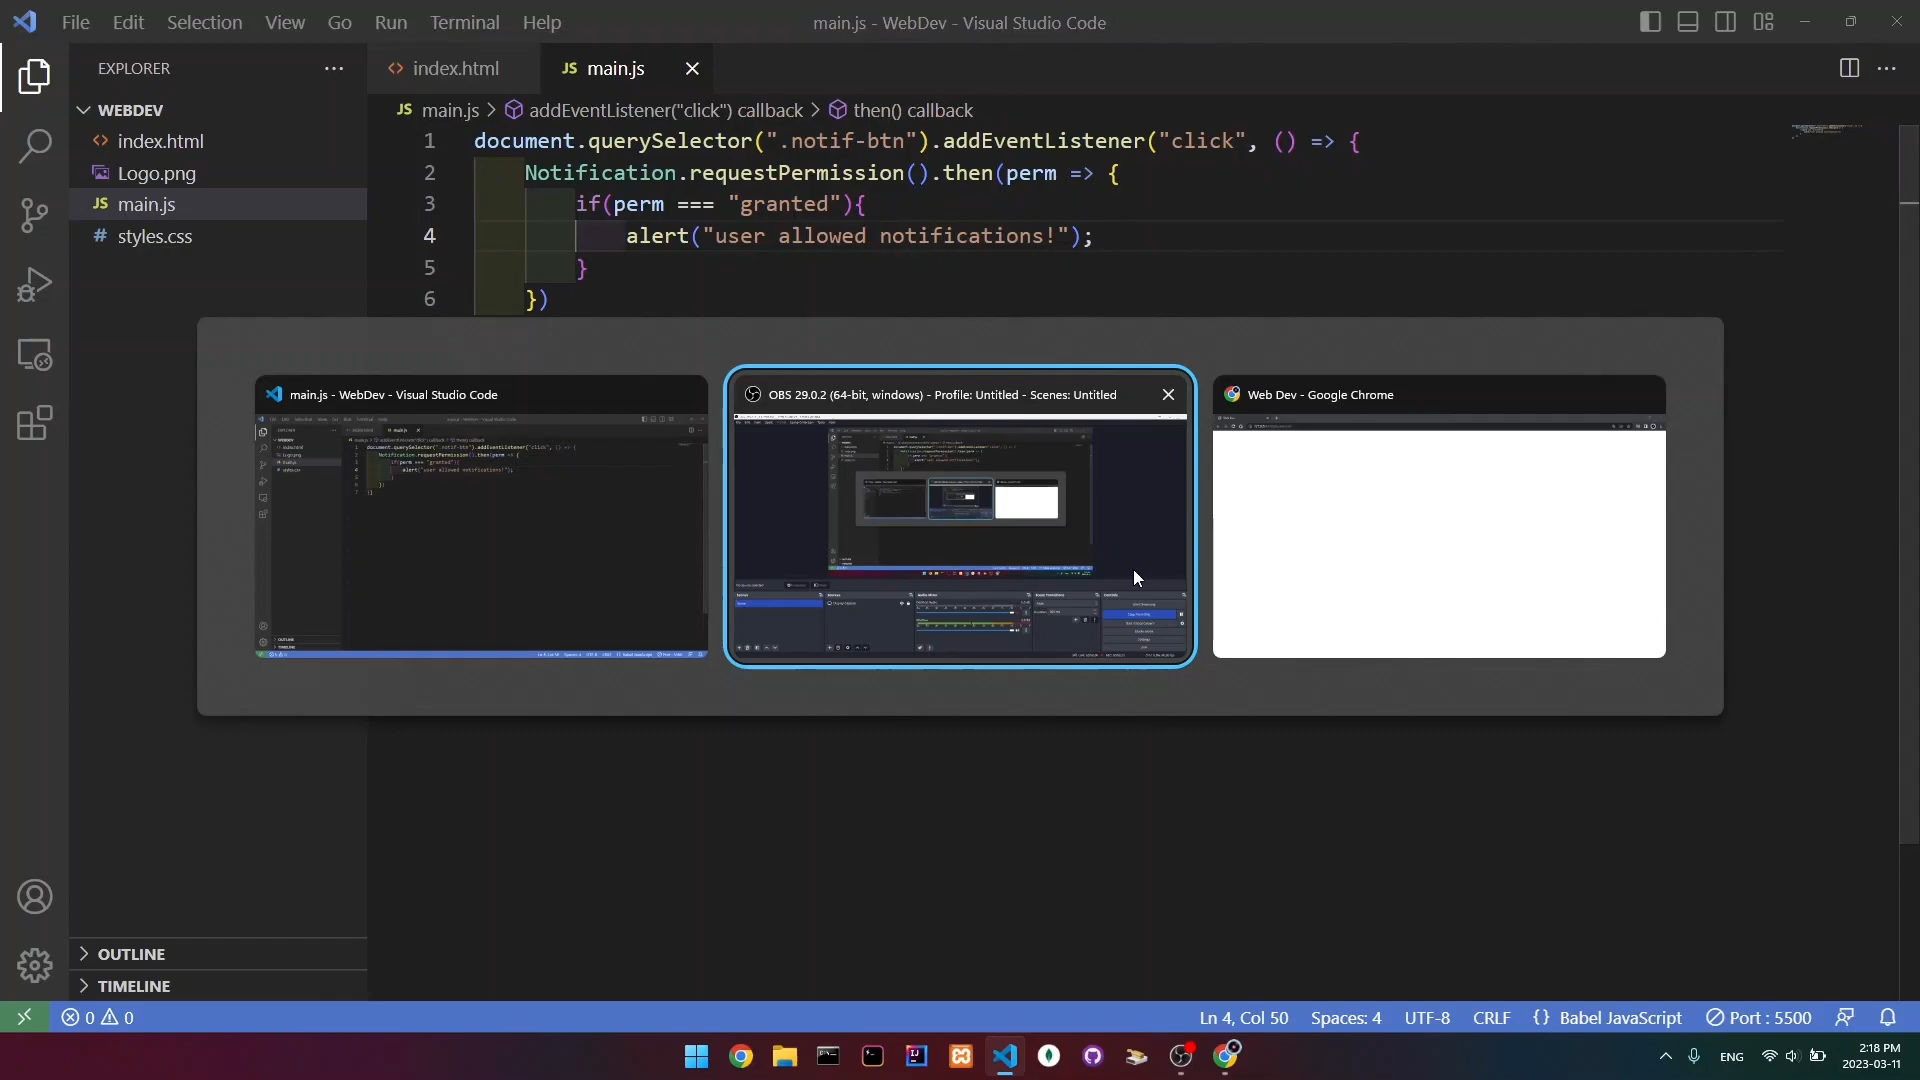 File Edit Selection View Go Run Terminal Help
main.js - WebDev - Visual Studio Code
EXPLORER
index.html
JS main.js
WEBDEV
index.html
Logo.png
JS main.js
# styles.css
JS main.js > addEventListener("click") callback > then() callback
1 document.querySelector(".notif-btn").addEventListener("click", () => {
2 Notification.requestPermission().then(perm => {
3 if(perm === "granted"){
4 alert("user allowed notifications!");
5 }
6 })
main.js - WebDev - Visual Studio Code
OBS 29.0.2 (64-bit, windows) - Profile: Untitled - Scenes: Untitled
Web Dev - Google Chrome
OUTLINE
TIMELINE
0 0
Ln 4, Col 50 Spaces: 4 UTF-8 CRLF {} Babel JavaScript Port : 5500
ENG
2:18 PM
2023-03-11